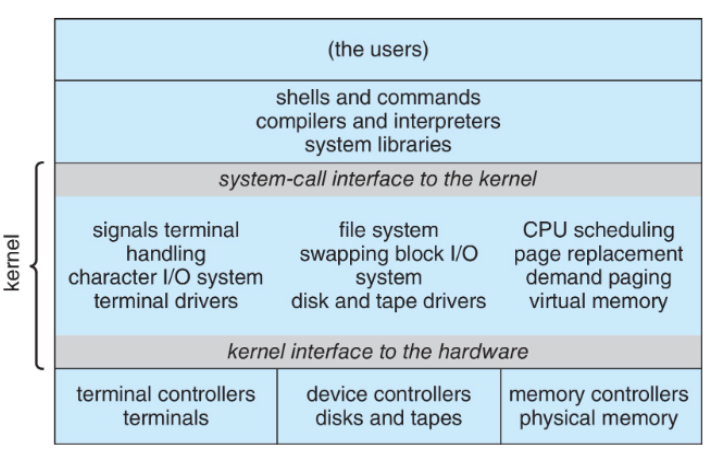 (the users)
shells and commands
compilers and interpreters
system libraries
kernel
system-call interface to the kernel
signals terminal
handling
character I/O system
terminal drivers
file system
swapping block I/O
system
disk and tape drivers
CPU scheduling
page replacement
demand paging
virtual memory
kernel interface to the hardware
terminal controllers
terminals
device controllers
disks and tapes
memory controllers
physical memory